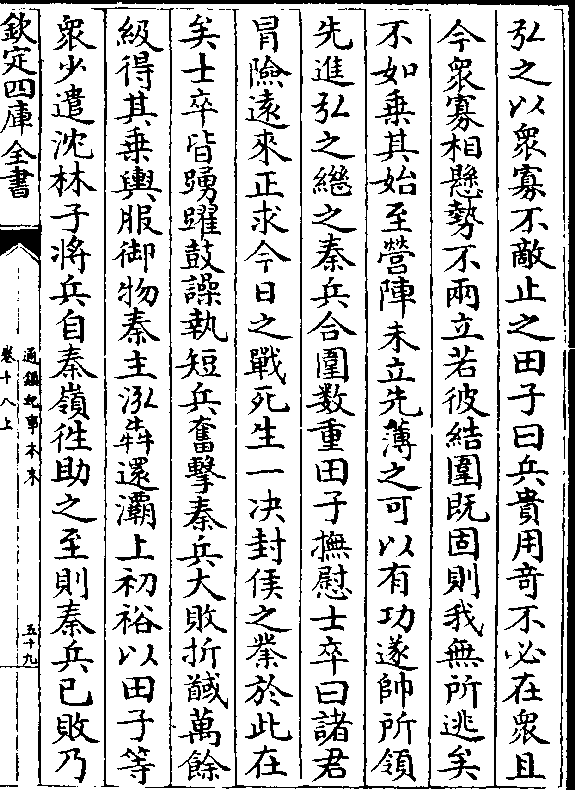 弘之以衆寡不敵止之田子曰兵貴用竒不必在衆且
今衆寡相懸勢不兩立若彼結圍既固則我無所逃矣
不如乗其始至營陣未立先薄之可以有功遂帥所領
先進弘之繼之秦兵合圍数重田子撫慰士卒曰諸君
冒險逺來正求今日之戰死生一决封侯之業於此在
矣士卒皆踴躍鼓譟執短兵奮擊秦兵大敗折馘萬餘
級得其乗輿服御物秦主泓犇還灞上初裕以田子等
衆少遣沈林子將兵自秦嶺徃助之至則秦兵已敗乃
欽定四庫全書
通鑑紀事本末
卷十八上
五十九